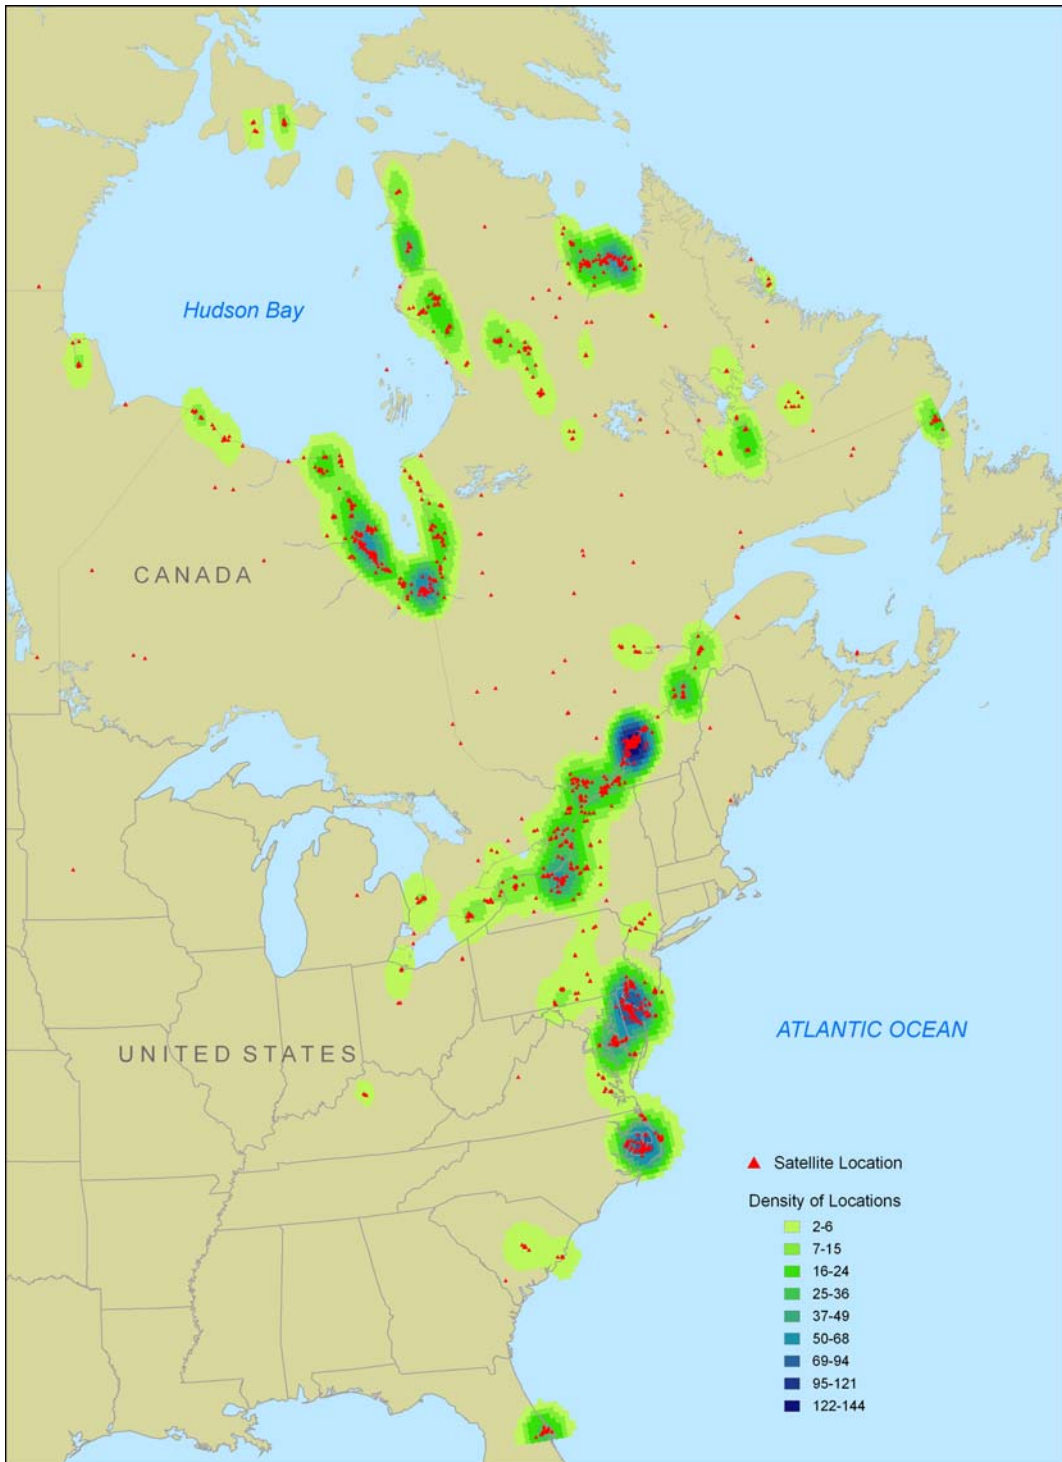 Hudson Bay
CANADA
ATLANTIC OCEAN
UNITED STATES
Satellite Location
Density of Locations
2-6
7-15
16-24
25-36
37-49
50-68
69-94
95-121
122-144